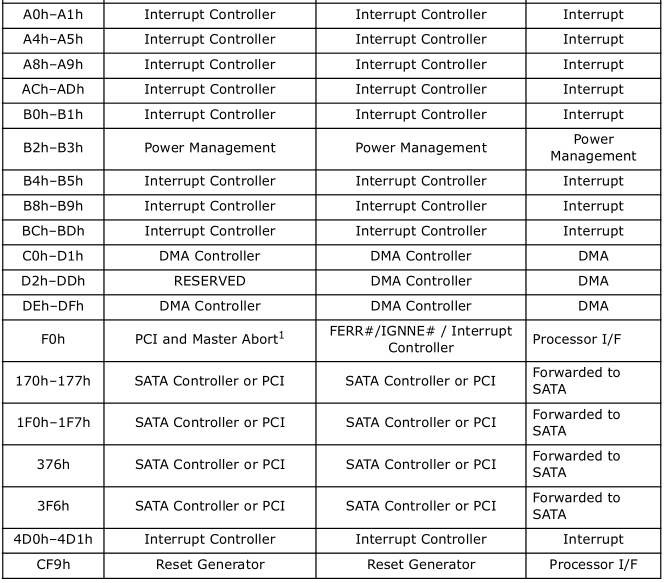 A0h–A1h Interrupt Controller Interrupt Controller Interrupt
A4h–A5h Interrupt Controller Interrupt Controller Interrupt
A8h–A9h Interrupt Controller Interrupt Controller Interrupt
ACh–ADh Interrupt Controller Interrupt Controller Interrupt
B0h–B1h Interrupt Controller Interrupt Controller Interrupt
B2h–B3h Power Management Power Management Power
Management
B4h–B5h Interrupt Controller Interrupt Controller Interrupt
B8h–B9h Interrupt Controller Interrupt Controller Interrupt
BCh–BDh Interrupt Controller Interrupt Controller Interrupt
C0h–D1h DMA Controller DMA Controller DMA
D2h–DDh RESERVED DMA Controller DMA
DEh–DFh DMA Controller DMA Controller DMA
F0h PCI and Master Abort1 FERR#/IGNNE# / Interrupt
Controller Processor I/F
170h–177h SATA Controller or PCI SATA Controller or PCI Forwarded to
SATA
1F0h–1F7h SATA Controller or PCI SATA Controller or PCI Forwarded to
SATA
376h SATA Controller or PCI SATA Controller or PCI Forwarded to
SATA
3F6h SATA Controller or PCI SATA Controller or PCI Forwarded to
SATA
4D0h–4D1h Interrupt Controller Interrupt Controller Interrupt
CF9h Reset Generator Reset Generator Processor I/F